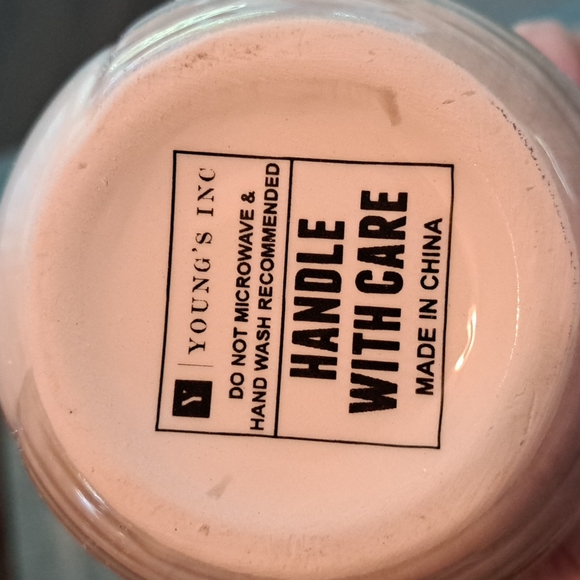 Y | YOUNG'S INC
DO NOT MICROWAVE &
HAND WASH RECOMMENDED
HANDLE
WITH CARE
MADE IN CHINA